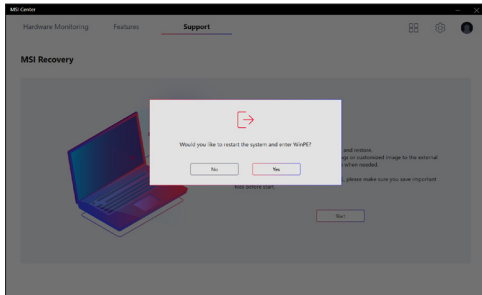 MSI Center
Hardware Monitoring Features Support
MSI Recovery
Would you like to restart the system and enter WinPE?
No Yes
and restore.
or customized image to the external
when needed.
please make sure you save important
files before start.
Start